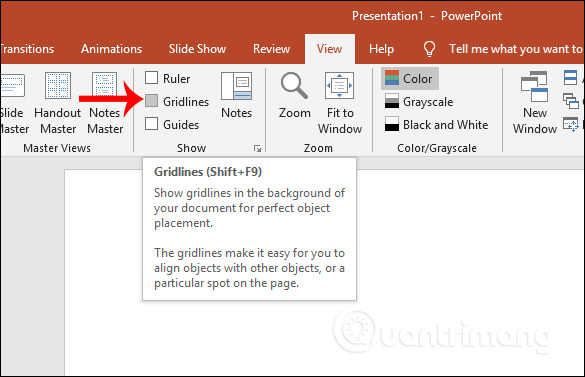 Presentation1 - PowerPoint
Transitions Animations Slide Show Review View Help Tell me what you want to
Ruler
Gridlines
Guides
Slide Master
Handout Master
Notes Master
Notes
Zoom
Fit to Window
Color
Grayscale
Black and White
New Window
Master Views Show Zoom Color/Grayscale
Gridlines (Shift+F9)
Show gridlines in the background of
your document for perfect object
placement.
The gridlines make it easy for you to
align objects with other objects, or a
particular spot on the page.
Quantrimang